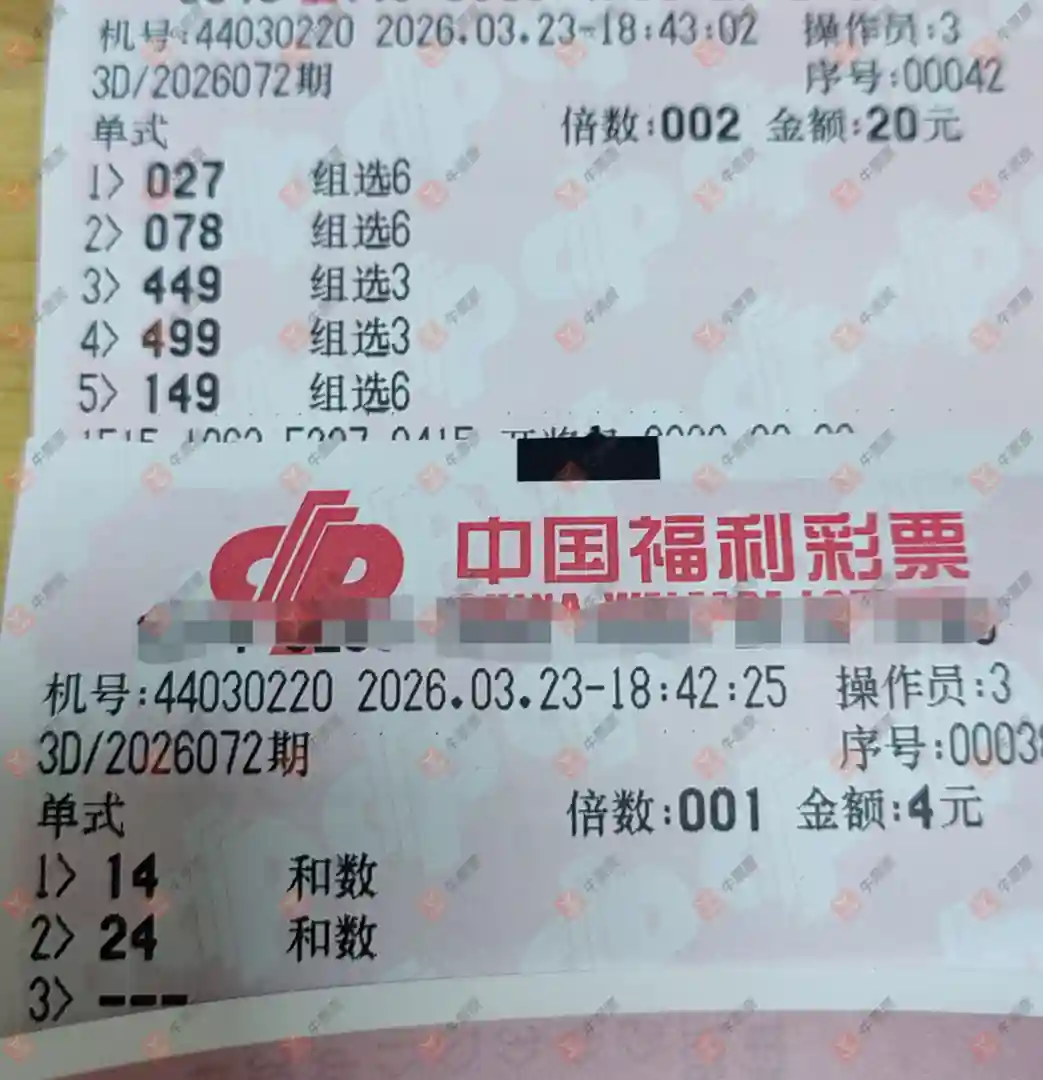 机号:44030220 2026.03.23-18:43:02 操作员:3
3D/2026072期 序号:00042
单式 倍数:002 金额:20元
1> 027 组选6
2> 078 组选6
3> 449 组选3
4> 499 组选3
5> 149 组选6
中国福利彩票
机号:44030220 2026.03.23-18:42:25 操作员:3
3D/2026072期 序号:0003
单式 倍数:001 金额:4元
1> 14 和数
2> 24 和数
3> ---